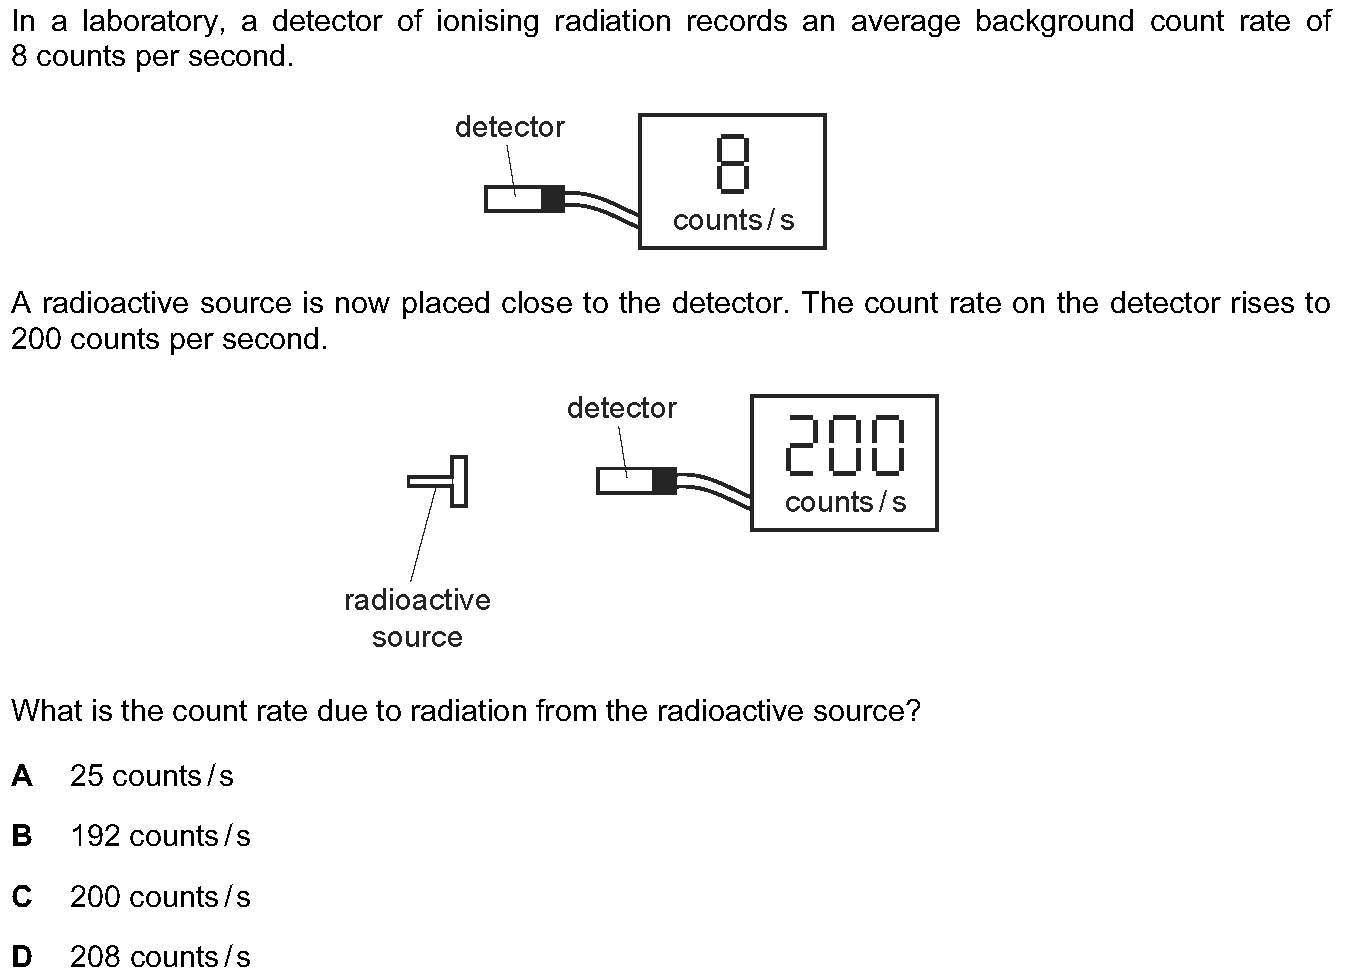 In a laboratory, a detector of ionising radiation records an average background count rate of
8 counts per second.
detector
8
counts / s
A radioactive source is now placed close to the detector. The count rate on the detector rises to
200 counts per second.
detector
200
counts / s
radioactive
source
What is the count rate due to radiation from the radioactive source?
A 25 counts / s
B 192 counts / s
C 200 counts / s
D 208 counts / s